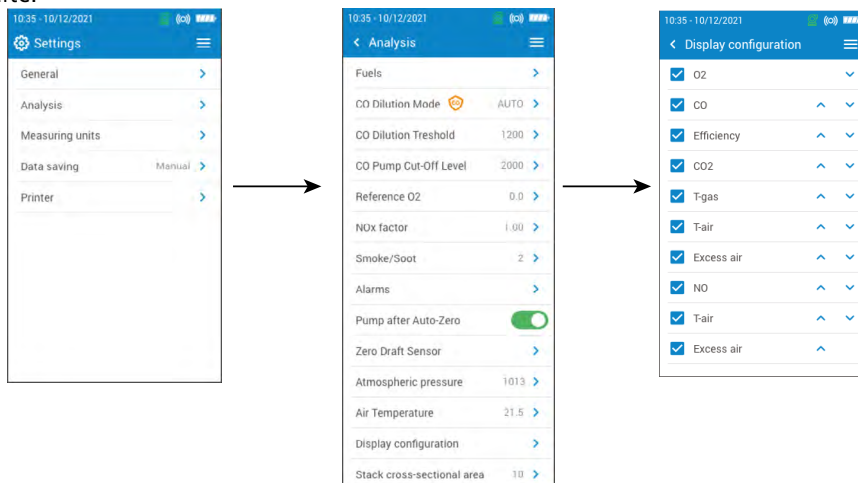 10:35 - 10/12/2021
Settings
General
Analysis
Measuring units
Data saving Manual
Printer
10:35 - 10/12/2021
Analysis
Fuels
CO Dilution Mode AUTO
CO Dilution Treshold 1200
CO Pump Cut-Off Level 2000
Reference O2 0.0
NOx factor 1.00
Smoke/Soot 2
Alarms
Pump after Auto-Zero
Zero Draft Sensor
Atmospheric pressure 1013
Air Temperature 21.5
Display configuration
Stack cross-sectional area 10
10:35 - 10/12/2021
Display configuration
O2
CO
Efficiency
CO2
T-gas
T-air
Excess air
NO
T-air
Excess air